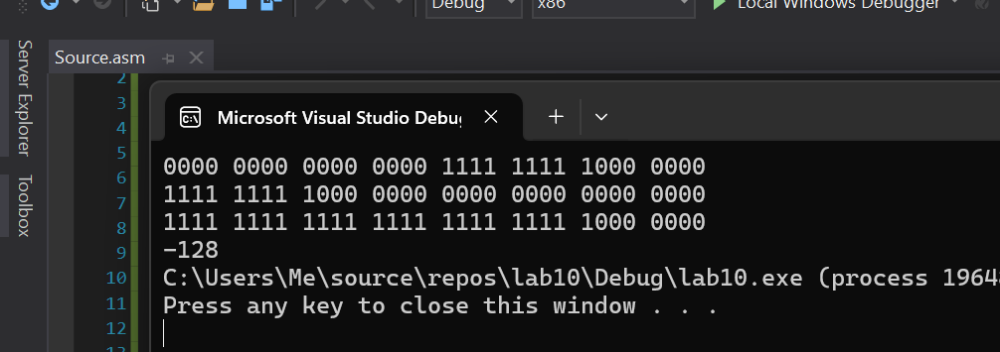 Debug
x86
Local Windows Debugger
Server Explorer
Toolbox
Source.asm
2
3
4
5
6
7
8
9
10
11
12
Microsoft Visual Studio Debu
0000 0000 0000 0000 1111 1111 1000 0000
1111 1111 1000 0000 0000 0000 0000 0000
1111 1111 1111 1111 1111 1111 1000 0000
-128
C:\Users\Me\source\repos\lab10\Debug\lab10.exe (process 1964
Press any key to close this window . . .